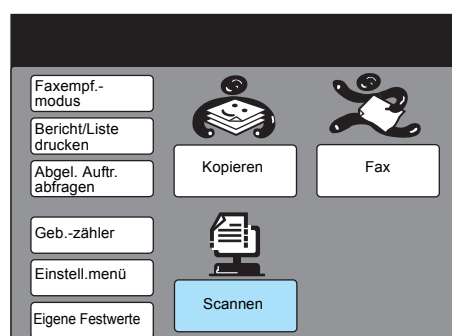 Faxempf.-
modus
Bericht/Liste
drucken
Abgel. Auftr.
abfragen
Kopieren
Fax
Geb.-zähler
Einstell.menü
Eigene Festwerte
Scannen